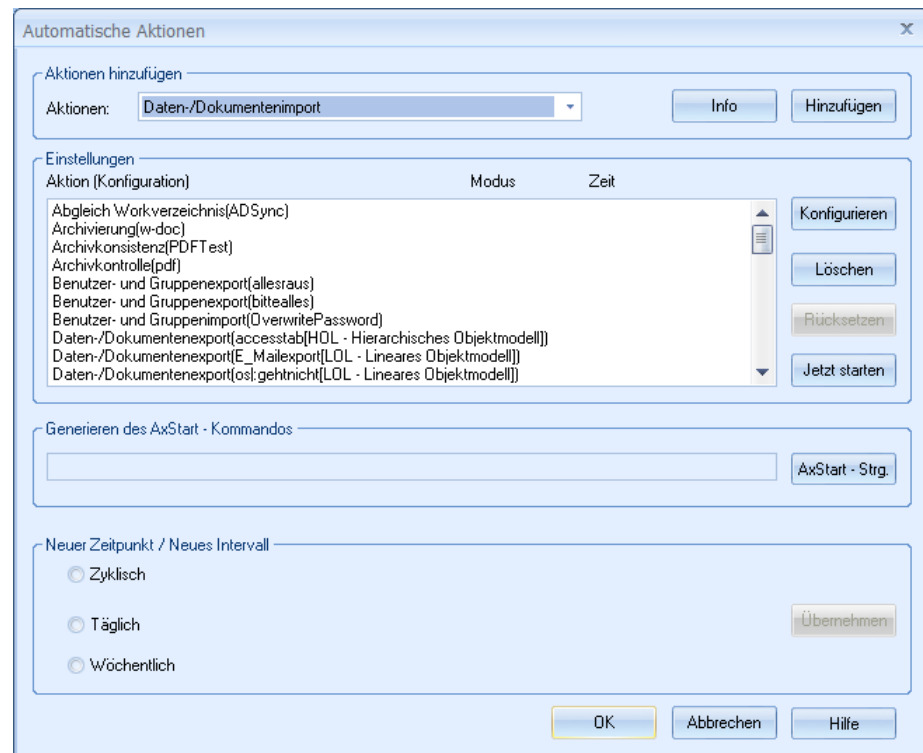 Automatische Aktionen
Aktionen hinzufügen
Aktionen: Daten-/Dokumentenimport Info Hinzufügen
Einstellungen
Aktion (Konfiguration) Modus Zeit
Abgleich Workverzeichnis(ADSync)
Archivierung(w-doc)
Archivkonsistenz(PDFTest)
Archivkontrolle(pdf)
Benutzer- und Gruppenexport(allesraus)
Benutzer- und Gruppenexport(bittealles)
Benutzer- und Gruppenimport(OverwritePassword)
Daten-/Dokumentenexport(accesstab[HOL - Hierarchisches Objektmodell])
Daten-/Dokumentenexport(E_Mailexport[LOL - Lineares Objektmodell])
Daten-/Dokumentenexport(os|:gehtnicht[LOL - Lineares Objektmodell])
Konfigurieren
Löschen
Rücksetzen
Jetzt starten
Generieren des AxStart - Kommandos
AxStart - Strg.
Neuer Zeitpunkt / Neues Intervall
Zyklisch
Täglich
Wöchentlich
Übernehmen
OK Abbrechen Hilfe